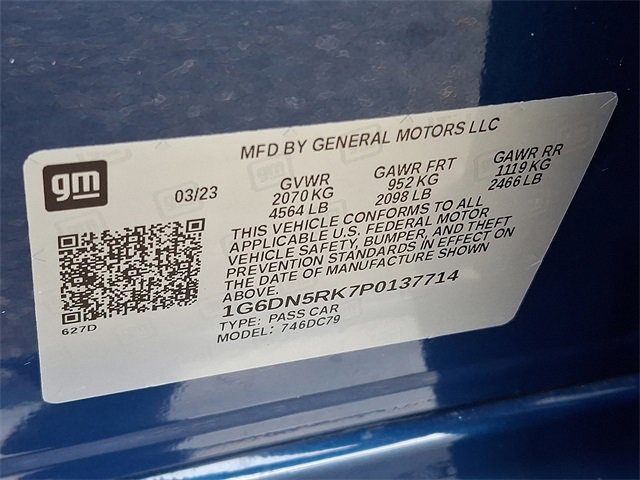 MFD BY GENERAL MOTORS LLC
gm
03/23
GVWR
2070 KG
4564 LB
GAWR FRT
952 KG
2098 LB
GAWR RR
1119 KG
2466 LB
THIS VEHICLE CONFORMS TO ALL
APPLICABLE U.S. FEDERAL MOTOR
VEHICLE SAFETY, BUMPER, AND THEFT
PREVENTION STANDARDS IN EFFECT ON
THE DATE OF MANUFACTURE SHOWN
ABOVE.
1G6DN5RK7P0137714
TYPE: PASS CAR
MODEL: 746DC79
627D